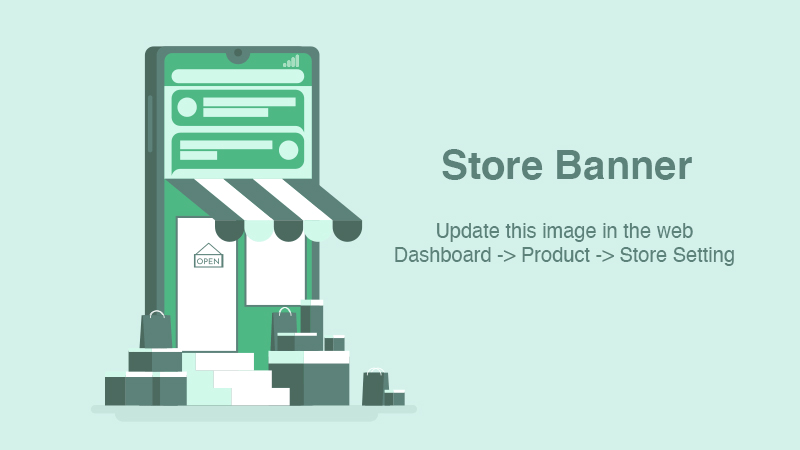 Store Banner
Update this image in the web
Dashboard -> Product -> Store Setting
OPEN